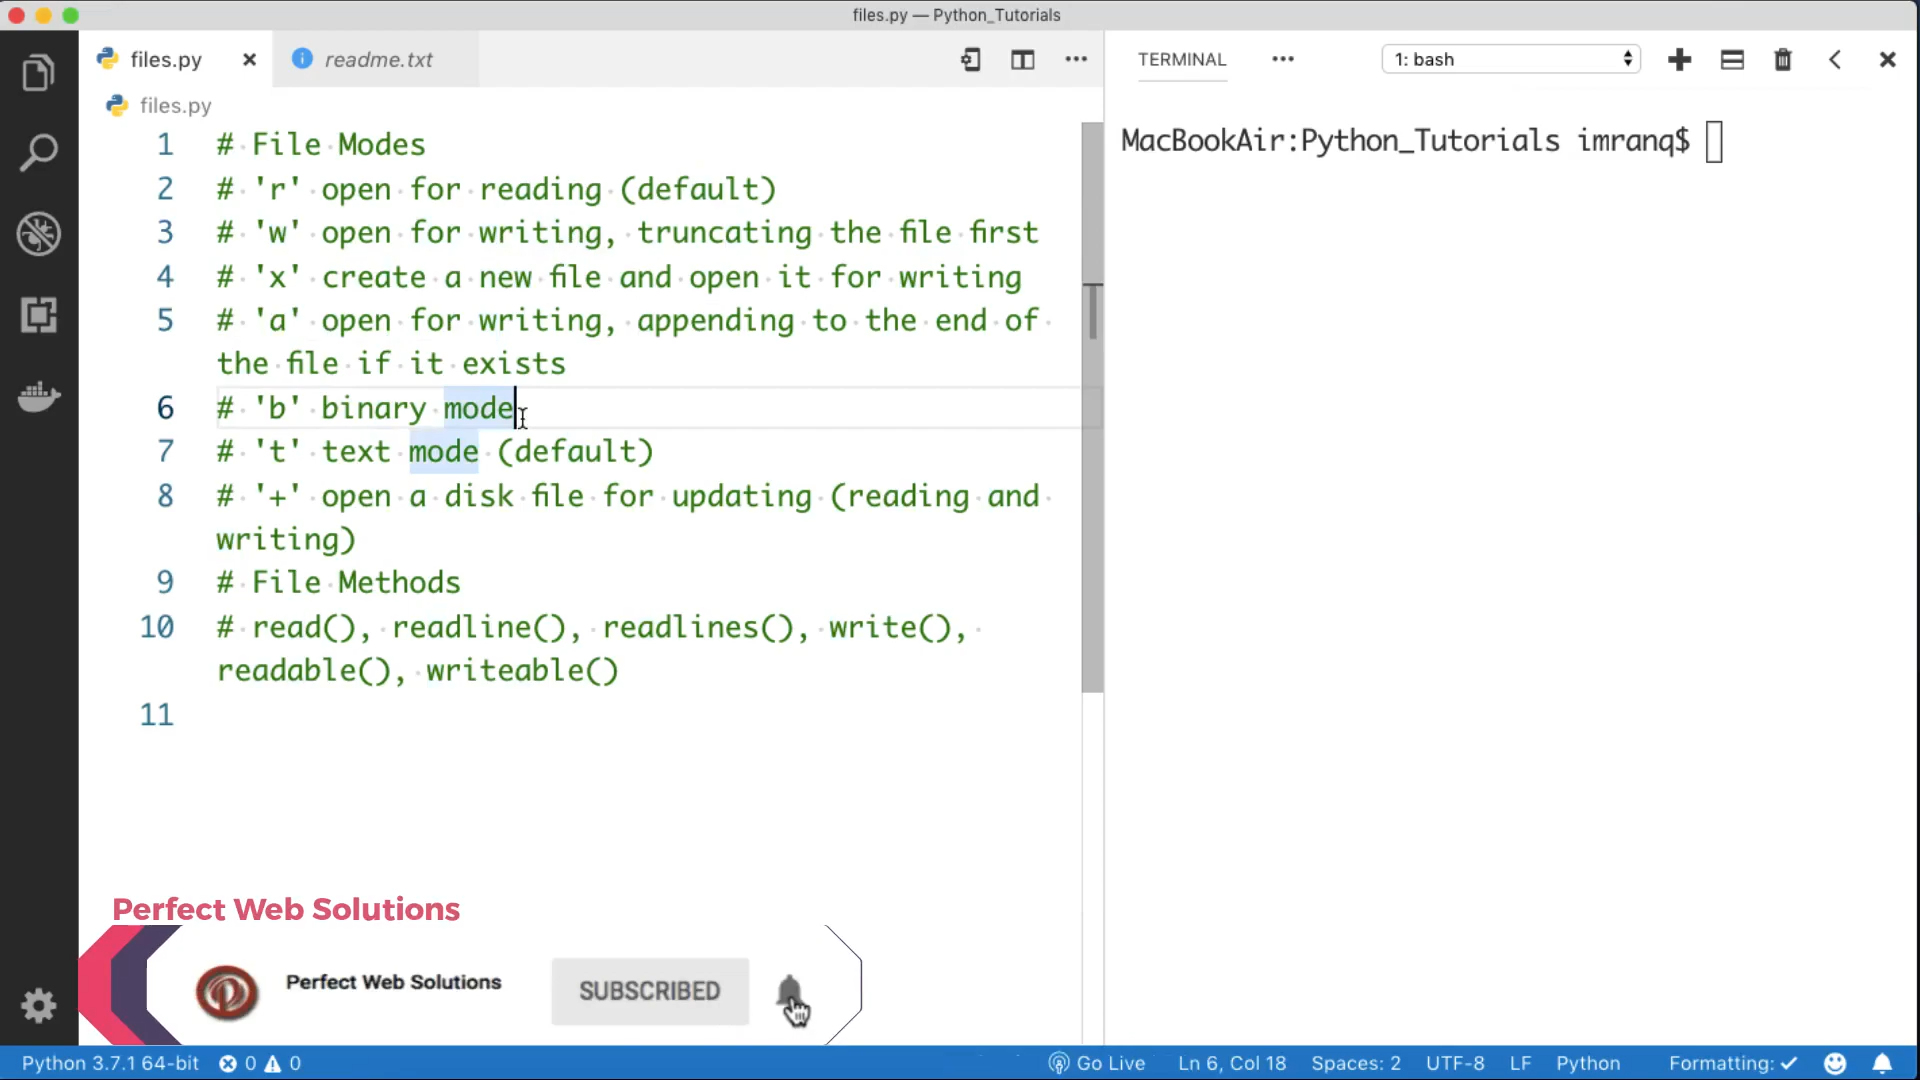 files.py — Python_Tutorials
files.py
readme.txt
TERMINAL
1: bash
files.py
MacBookAir:Python_Tutorials imranq$
1 # File Modes
2 # 'r' open for reading (default)
3 # 'w' open for writing, truncating the file first
4 # 'x' create a new file and open it for writing
5 # 'a' open for writing, appending to the end of
the file if it exists
6 # 'b' binary mode
7 # 't' text mode (default)
8 # '+' open a disk file for updating (reading and
writing)
9 # File Methods
10 # read(), readline(), readlines(), write(),
readable(), writeable()
11
Perfect Web Solutions
Perfect Web Solutions
SUBSCRIBED
Python 3.7.1 64-bit 0 0 Go Live Ln 6, Col 18 Spaces: 2 UTF-8 LF Python Formatting: ✓